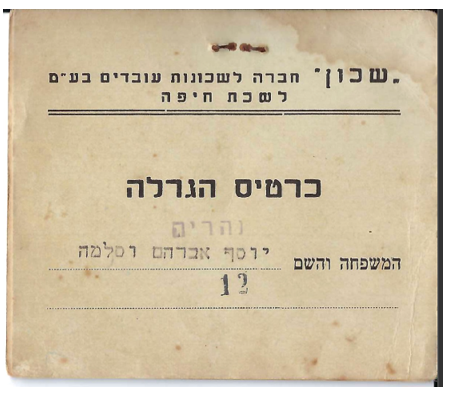 "שכון" חברה לשכונות עובדים בע"מ
לשכת חיפה
כרטיס הגרלה
נהרים
המשפחה והשם יוסף אברהם וסלמה
12